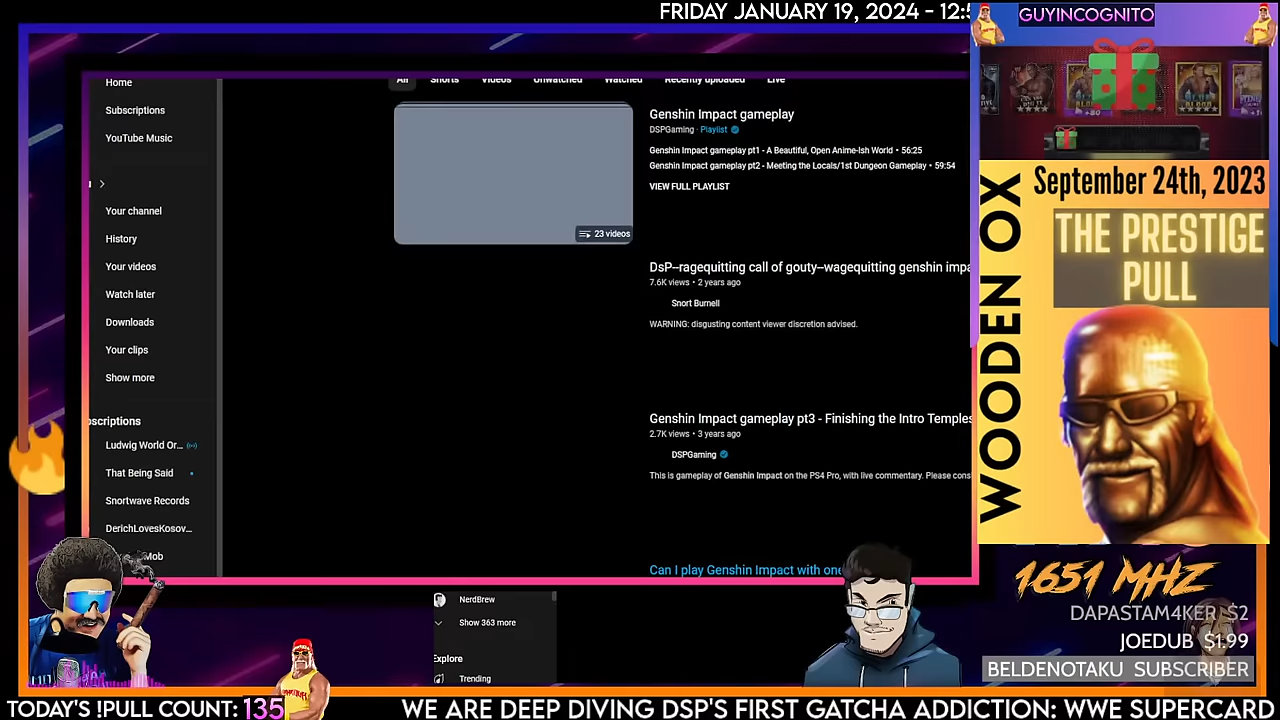 FRIDAY JANUARY 19, 2024 - 12:5
GUYINCOGNITO
Home
Subscriptions
YouTube Music
Your channel
History
Your videos
Watch later
Downloads
Your clips
Show more
bscriptions
Ludwig World Or...
That Being Said
Snortwave Records
DerichLovesKosov...
Mob
All Shorts Videos Unwatched Watched Recently uploaded Live
23 videos
Genshin Impact gameplay
DSPGaming · Playlist
Genshin Impact gameplay pt1 - A Beautiful, Open Anime-Ish World • 56:25
Genshin Impact gameplay pt2 - Meeting the Locals/1st Dungeon Gameplay • 59:54
VIEW FULL PLAYLIST
DsP--ragequitting call of gouty--wagequitting genshin impa
7.6K views • 2 years ago
Snort Burnell
WARNING: disgusting content viewer discretion advised.
Genshin Impact gameplay pt3 - Finishing the Intro Temples
2.7K views • 3 years ago
DSPGaming
This is gameplay of Genshin Impact on the PS4 Pro, with live commentary. Please cons
Can I play Genshin Impact with one
NerdBrew
Show 363 more
Explore
Trending
WOODEN OX
September 24th, 2023
THE PRESTIGE
PULL
1651 MHZ
DAPASTAM4KER $2
JOEDUB $1.99
BELDENOTAKU SUBSCRIBER
TODAY'S !PULL COUNT: 135
WE ARE DEEP DIVING DSP'S FIRST GATCHA ADDICTION: WWE SUPERCARD